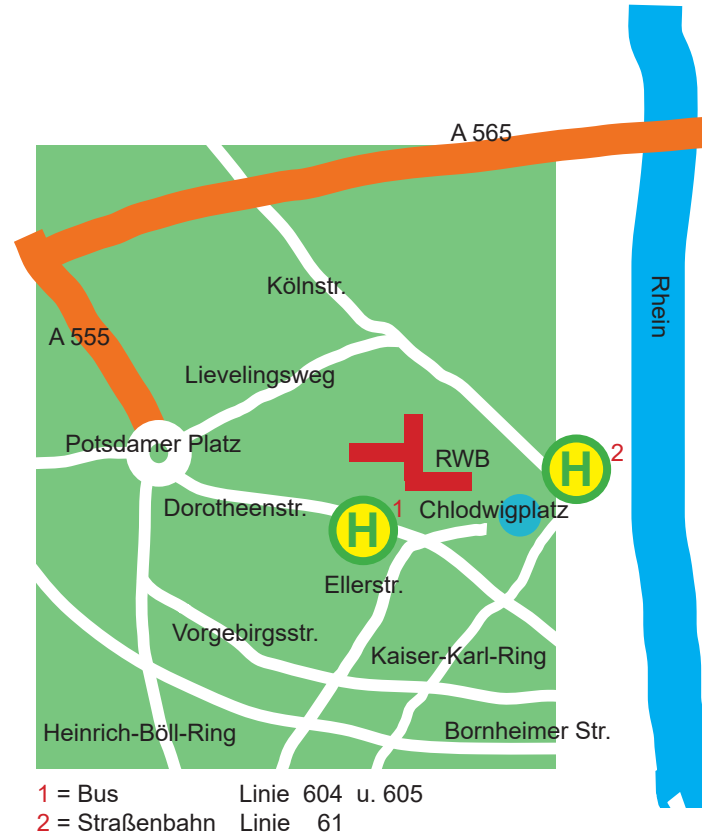 A 565
Kölnstr.
Rhein
A 555
Lievelingsweg
Potsdamer Platz
RWB
H 2
Dorotheenstr.
H 1
Chlodwigplatz
Ellerstr.
Vorgebirgsstr.
Kaiser-Karl-Ring
Heinrich-Böll-Ring
Bornheimer Str.
1 = Bus Linie 604 u. 605
2 = Straßenbahn Linie 61